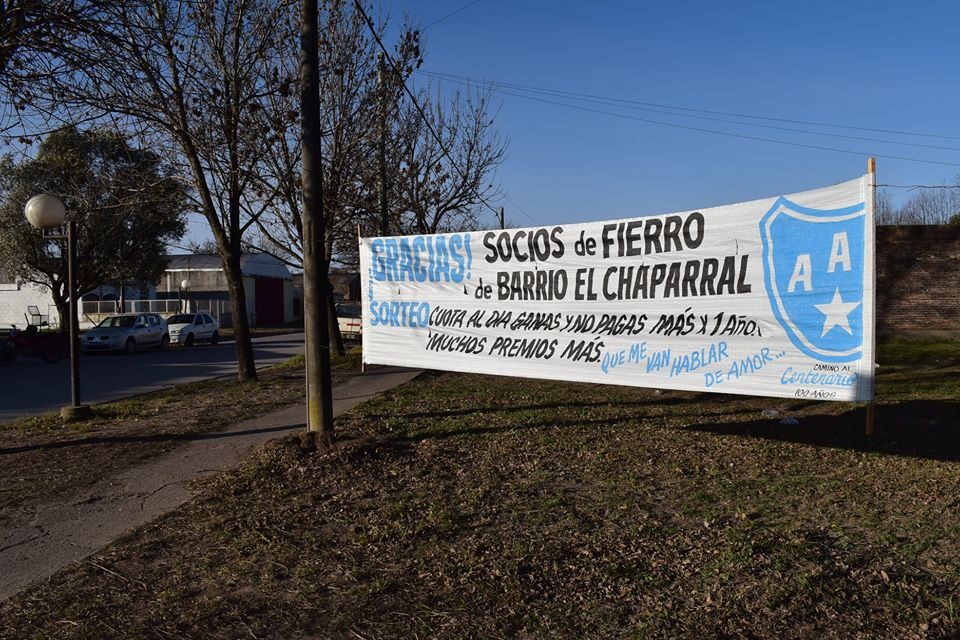 ¡GRACIAS! SOCIOS de FIERRO
de BARRIO EL CHAPARRAL
SORTEO CUOTA AL DIA GANAS Y NO PAGAS MÁS X 1 Año.
MUCHOS PREMIOS MÁS.
QUE ME VAN HABLAR
DE AMOR...
A A
CAMINO AL
Centenario
100 AÑOS